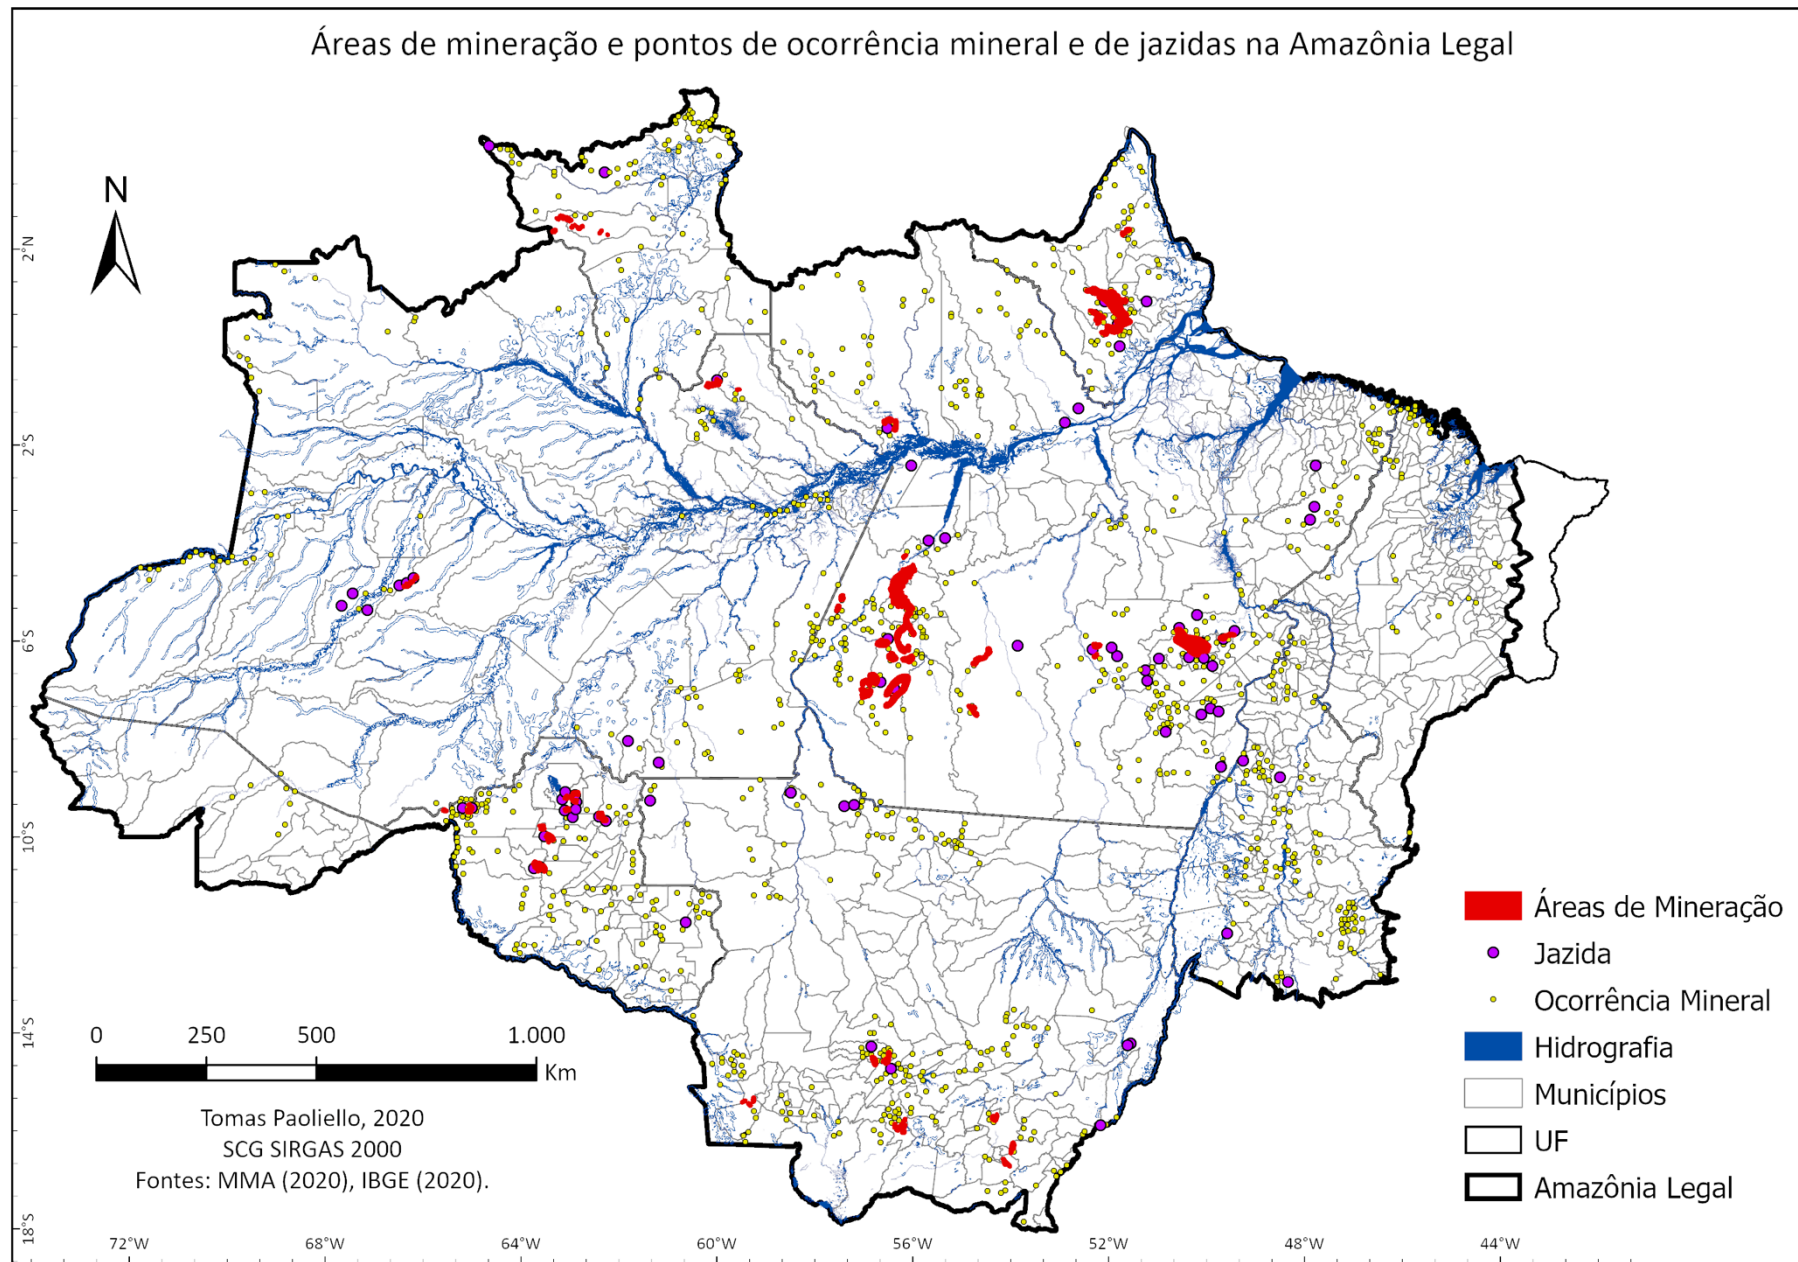 Áreas de mineração e pontos de ocorrência mineral e de jazidas na Amazônia Legal
N
2°N
2°S
6°S
10°S
14°S
18°S
72°W
68°W
64°W
60°W
56°W
52°W
48°W
44°W
0
250
500
1.000
Km
Tomas Paoliello, 2020
SCG SIRGAS 2000
Fontes: MMA (2020), IBGE (2020).
Áreas de Mineração
Jazida
Ocorrência Mineral
Hidrografia
Municípios
UF
Amazônia Legal